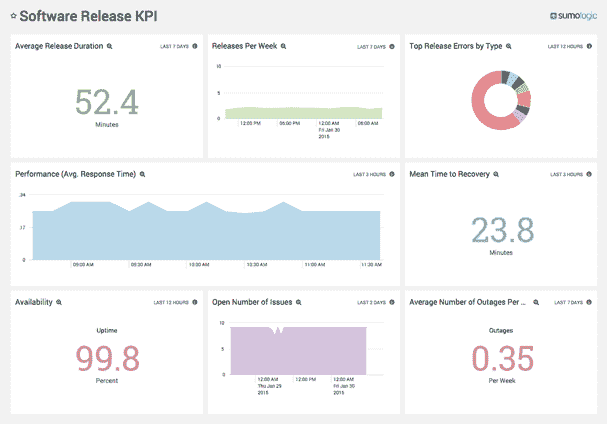 Software Release KPI
sumologic
Average Release Duration
LAST 7 DAYS
52.4
Minutes
Releases Per Week
LAST 7 DAYS
10
5
0
12:00 PM
06:00 PM
12:00 AM
Fri Jan 30
2015
06:00 AM
Top Release Errors by Type
LAST 12 HOURS
Performance (Avg. Response Time)
LAST 3 HOURS
34
17
0
09:00 AM
09:30 AM
10:00 AM
10:30 AM
11:00 AM
11:30 AM
Mean Time to Recovery
LAST 3 HOURS
23.8
Minutes
Availability
LAST 12 HOURS
Uptime
99.8
Percent
Open Number of Issues
LAST 2 DAYS
10
5
0
12:00 AM
Thu Jan 29
2015
12:00 PM
12:00 AM
Fri Jan 30
2015
Average Number of Outages Per ...
LAST 7 DAYS
Outages
0.35
Per Week